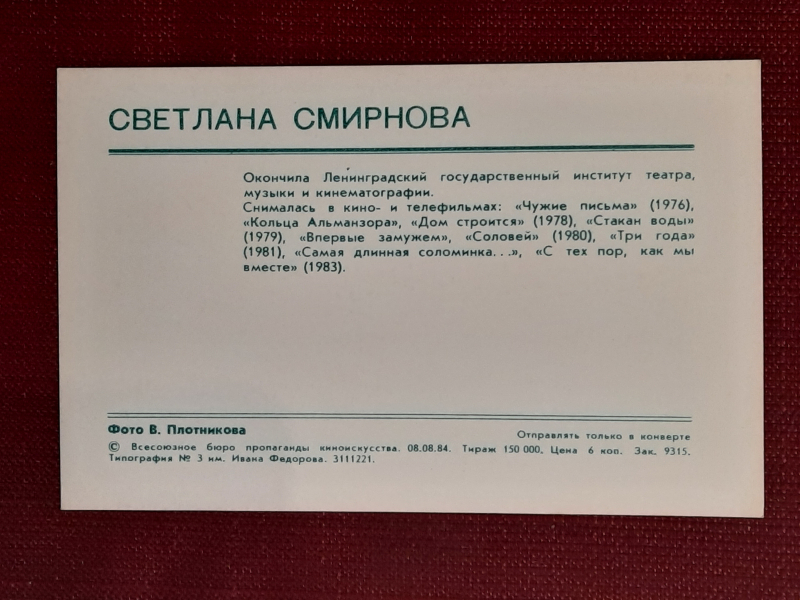 СВЕТЛАНА СМИРНОВА
Окончила Ленинградский государственный институт театра,
музыки и кинематографии.
Снималась в кино- и телефильмах: «Чужие письма» (1976),
«Кольца Альманзора», «Дом строится» (1978), «Стакан воды»
(1979), «Впервые замужем», «Соловей» (1980), «Три года»
(1981), «Самая длинная соломинка...», «С тех пор, как мы
вместе» (1983).
Фото В. Плотникова
Отправлять только в конверте
© Всесоюзное бюро пропаганды киноискусства. 08.08.84. Тираж 150 000. Цена 6 коп. Зак. 9315.
Типография № 3 им. Ивана Федорова. 3111221.